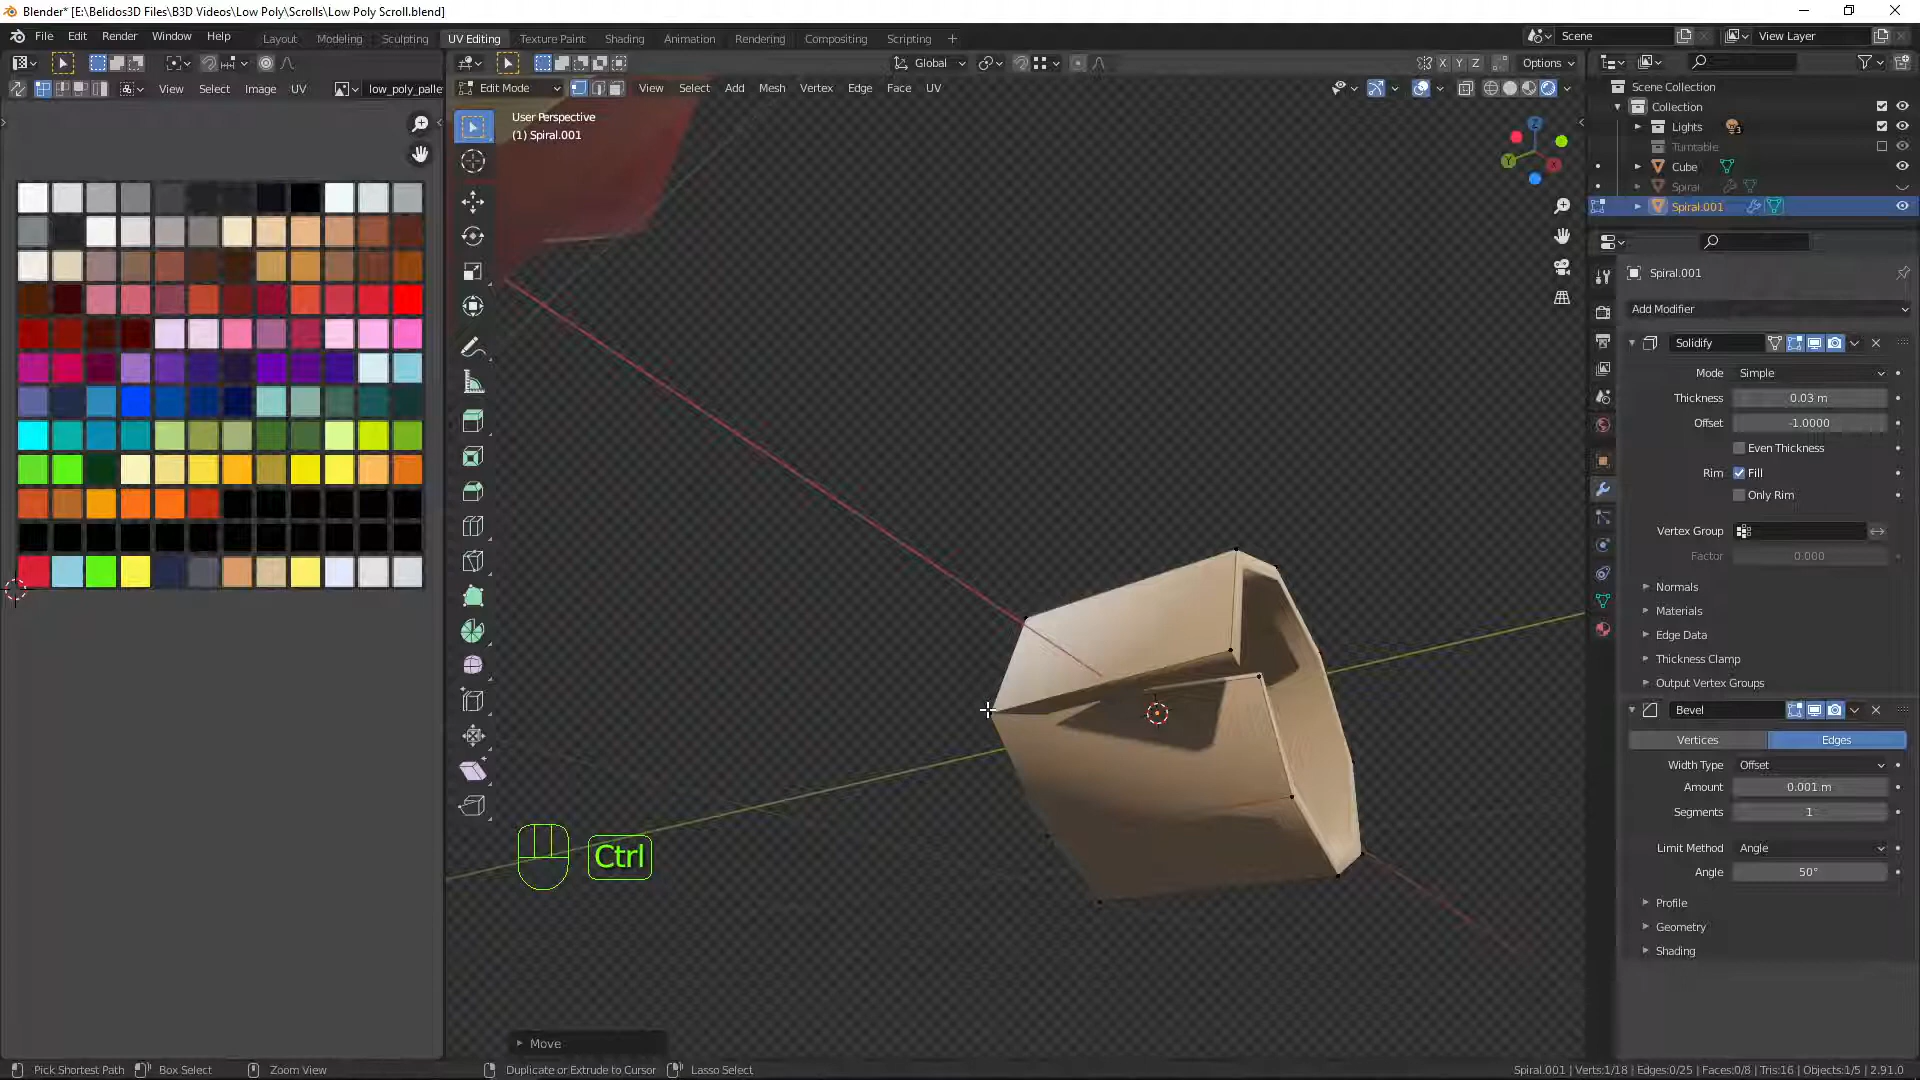 Blender* [E:\Belidos3D Files\B3D Videos\Low Poly\Scrolls\Low Poly Scroll.blend]
File Edit Render Window Help Layout Modeling Sculpting UV Editing Texture Paint Shading Animation Rendering Compositing Scripting Scene View Layer
Global X Y Z Options
View Select Image UV low_poly_palle Edit Mode View Select Add Mesh Vertex Edge Face UV
User Perspective
(1) Spiral.001
Z
Y
X
Scene Collection
Collection
Lights 3
Turntable
Cube
Spiral
Spiral.001
Spiral.001
Add Modifier
Solidify
Mode Simple
Thickness 0.03 m
Offset -1.0000
Even Thickness
Rim Fill
Only Rim
Vertex Group
Factor 0.000
Normals
Materials
Edge Data
Thickness Clamp
Output Vertex Groups
Bevel
Vertices Edges
Width Type Offset
Amount 0.001 m
Segments 1
Limit Method Angle
Angle 50°
Profile
Geometry
Shading
Ctrl
Move
Pick Shortest Path Box Select Zoom View Duplicate or Extrude to Cursor Lasso Select Spiral.001 | Verts:1/18 | Edges:0/25 | Faces:0/8 | Tris:16 | Objects:1/5 | 2.91.0